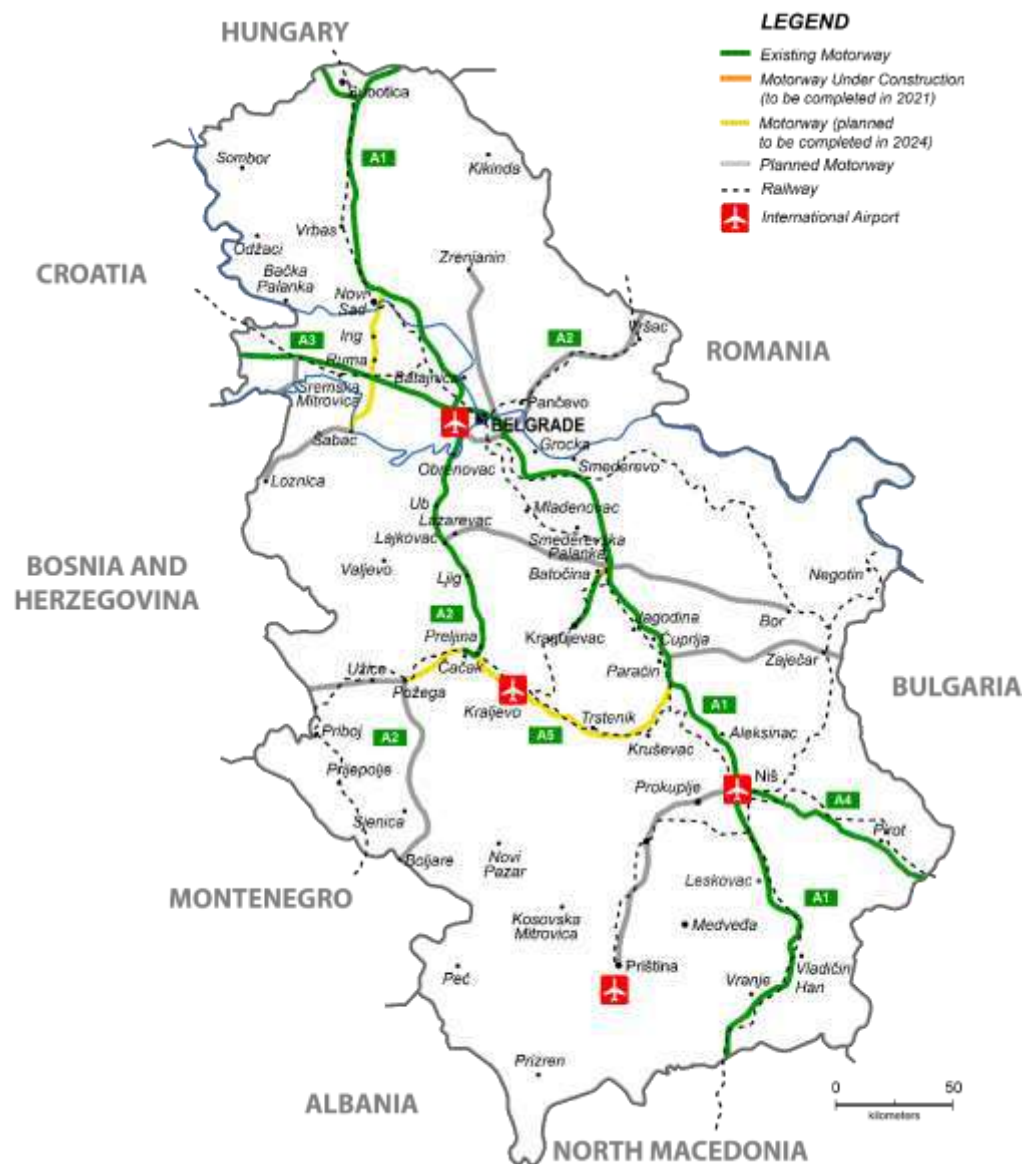 HUNGARY
LEGEND
Existing Motorway
Motorway Under Construction
(to be completed in 2021)
Motorway (planned
to be completed in 2024)
Planned Motorway
Railway
International Airport
Subotica
A1
Sombor
Kikinda
Vrbas
Odžaci
Bačka
Palanka
Zrenjanin
CROATIA
Novi
Sad
Vršac
Irig
A3
A2
Ruma
ROMANIA
Batajnica
Sremska
Mitrovica
Pančevo
BELGRADE
Šabac
Grocka
Obrenovac
Smederevo
Loznica
Ub
Mladenovac
Lazarevac
Lajkovac
Smederevska
Palanka
BOSNIA AND
HERZEGOVINA
Valjevo
Ljig
Batočina
Negotin
A2
Jagodina
Bor
Preljina
Kragujevac
Ćuprija
Čačak
Paraćin
Zaječar
Užice
Požega
BULGARIA
Kraljevo
A1
Trstenik
Priboj
A2
A5
Kruševac
Aleksinac
Prijepolje
Niš
Prokuplje
A4
Sjenica
Pirot
Boljare
Novi
Pazar
MONTENEGRO
Leskovac
A1
Kosovska
Mitrovica
Medveđa
Peć
Priština
Vladičin
Han
Vranje
Prizren
ALBANIA
0 50
kilometers
NORTH MACEDONIA